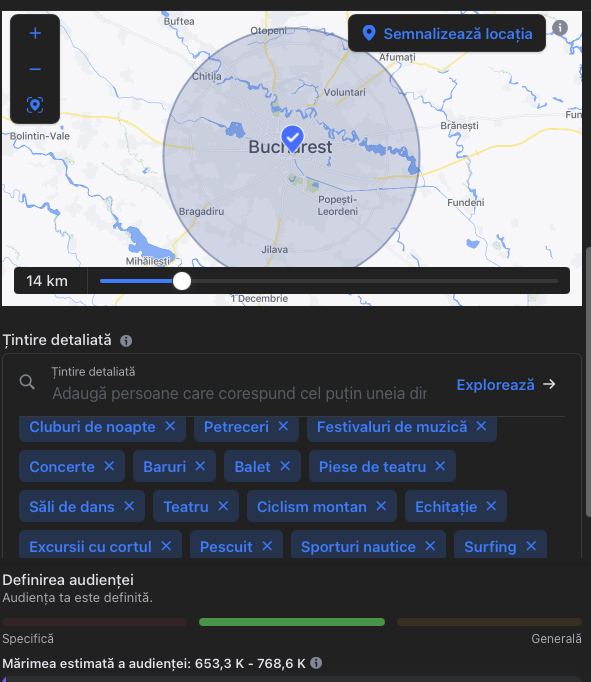 Buftea
Otopeni
Semnalizează locația
Afumați
Chitila
Voluntari
Bolintin-Vale
Brănești
Fun
Bucharest
Fundeni
Popești-
Leordeni
Bragadiru
Jilava
Mihăilești
14 km
1 Decembrie
Țintire detaliată
Țintire detaliată
Adaugă persoane care corespund cel puțin uneia dir
Explorează →
Cluburi de noapte × Petreceri × Festivaluri de muzică ×
Concerte × Baruri × Balet × Piese de teatru ×
Săli de dans × Teatru × Ciclism montan × Echitație ×
Excursii cu cortul × Pescuit × Sporturi nautice × Surfing ×
Definirea audienței
Audiența ta este definită.
Specifică
Generală
Mărimea estimată a audienței: 653,3 K - 768,6 K